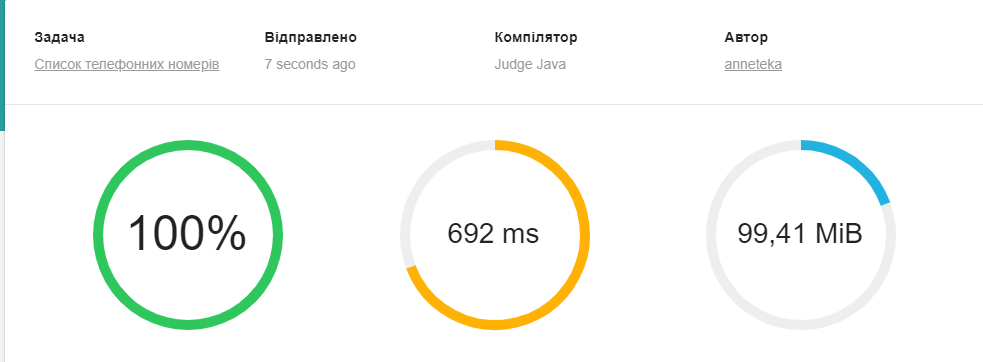 Задача Відправлено Компілятор Автор
Список телефонних номерів 7 seconds ago Judge Java anneteka
100% 692 ms 99,41 MiB